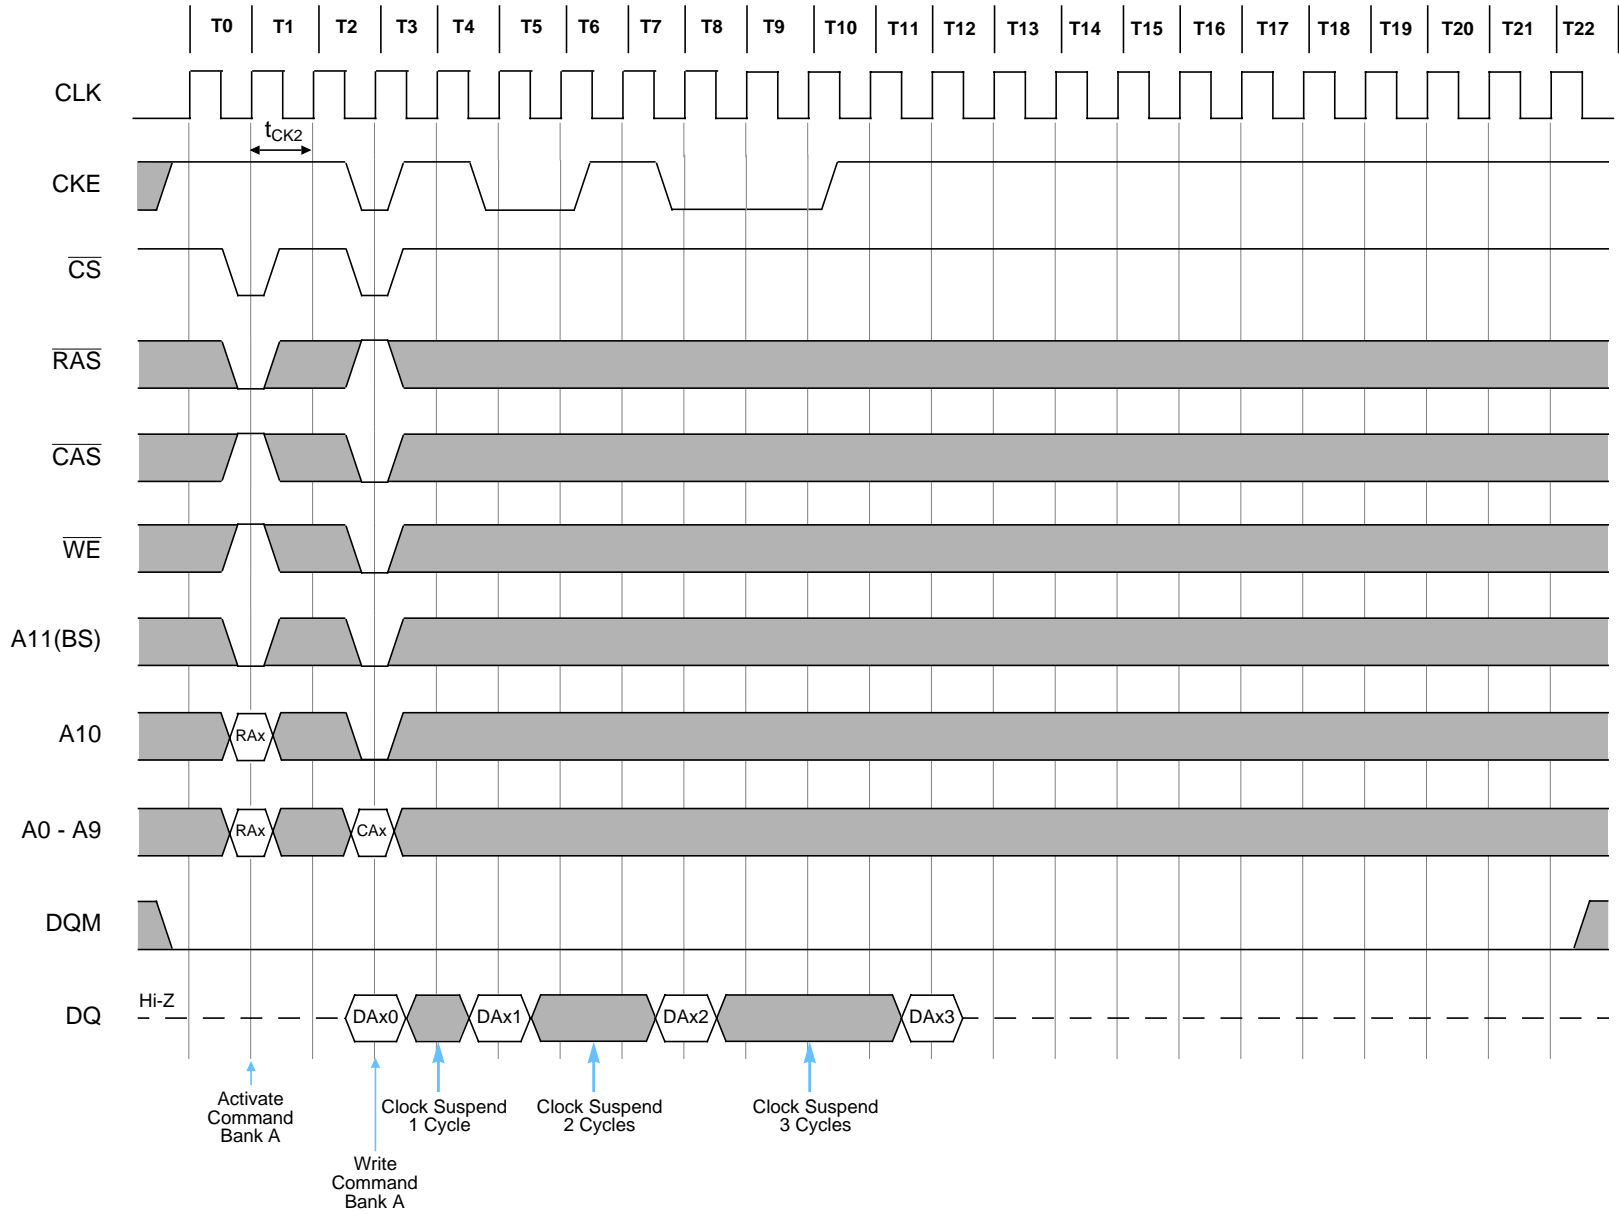 T0 T1 T2 T3 T4 T5 T6 T7 T8 T9 T10 T11 T12 T13 T14 T15 T16 T17 T18 T19 T20 T21 T22
CLK
tCK2
CKE
CS
RAS
CAS
WE
A11(BS)
A10
RAx
A0 - A9
RAx CAx
DQM
Hi-Z
DQ
DAx0 DAx1 DAx2 DAx3
Activate
Command
Bank A
Clock Suspend
1 Cycle
Clock Suspend
2 Cycles
Clock Suspend
3 Cycles
Write
Command
Bank A